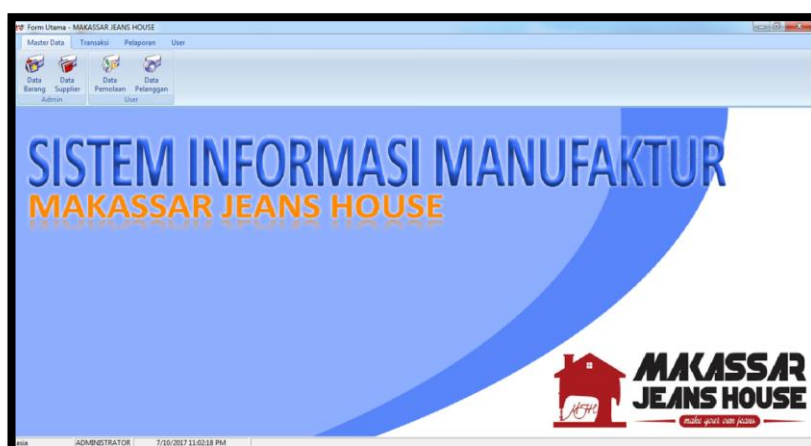 Form Utama - MAKASSAR JEANS HOUSE
Master Data Transaksi Pelaporan User
Data Barang Data Supplier Data Pemolaan Data Pelanggan
Admin User
SISTEM INFORMASI MANUFAKTUR
MAKASSAR JEANS HOUSE
MAKASSAR
JEANS HOUSE
MJH
make your own jeans
asia ADMINISTRATOR 7/10/2017 11:02:18 PM